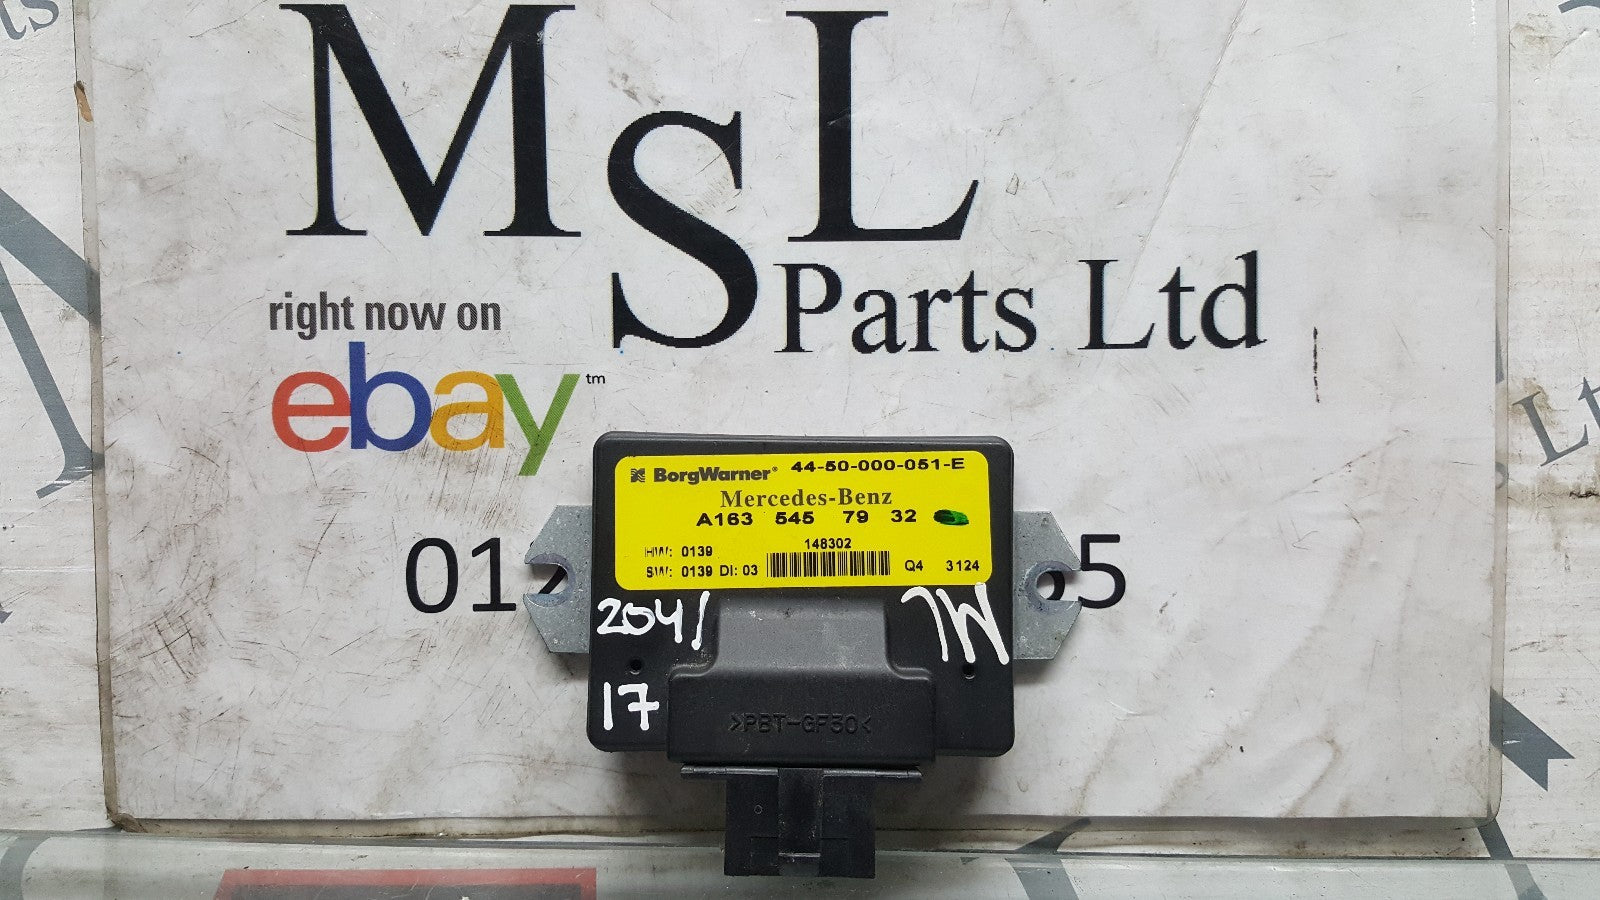 MSL
Parts Ltd
right now on
ebay™
BorgWarner® 44-50-000-051-E
Mercedes-Benz
A163 545 79 32
HW: 0139 148302
SW: 0139 DI: 03 Q4 3124
204/
17
>PBT-GF30<